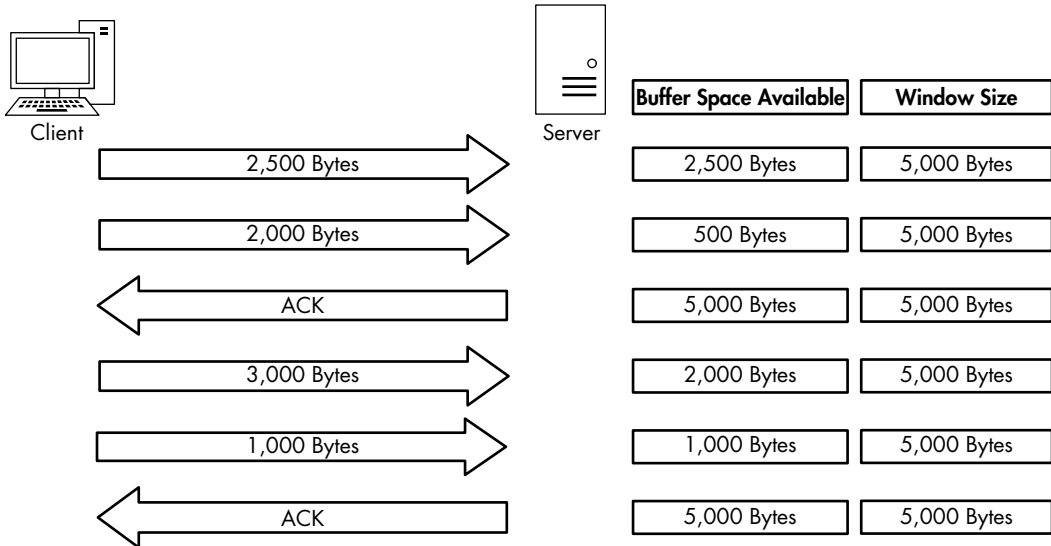 Client
Server
Buffer Space Available Window Size
2,500 Bytes 2,500 Bytes 5,000 Bytes
2,000 Bytes 500 Bytes 5,000 Bytes
ACK 5,000 Bytes 5,000 Bytes
3,000 Bytes 2,000 Bytes 5,000 Bytes
1,000 Bytes 1,000 Bytes 5,000 Bytes
ACK 5,000 Bytes 5,000 Bytes